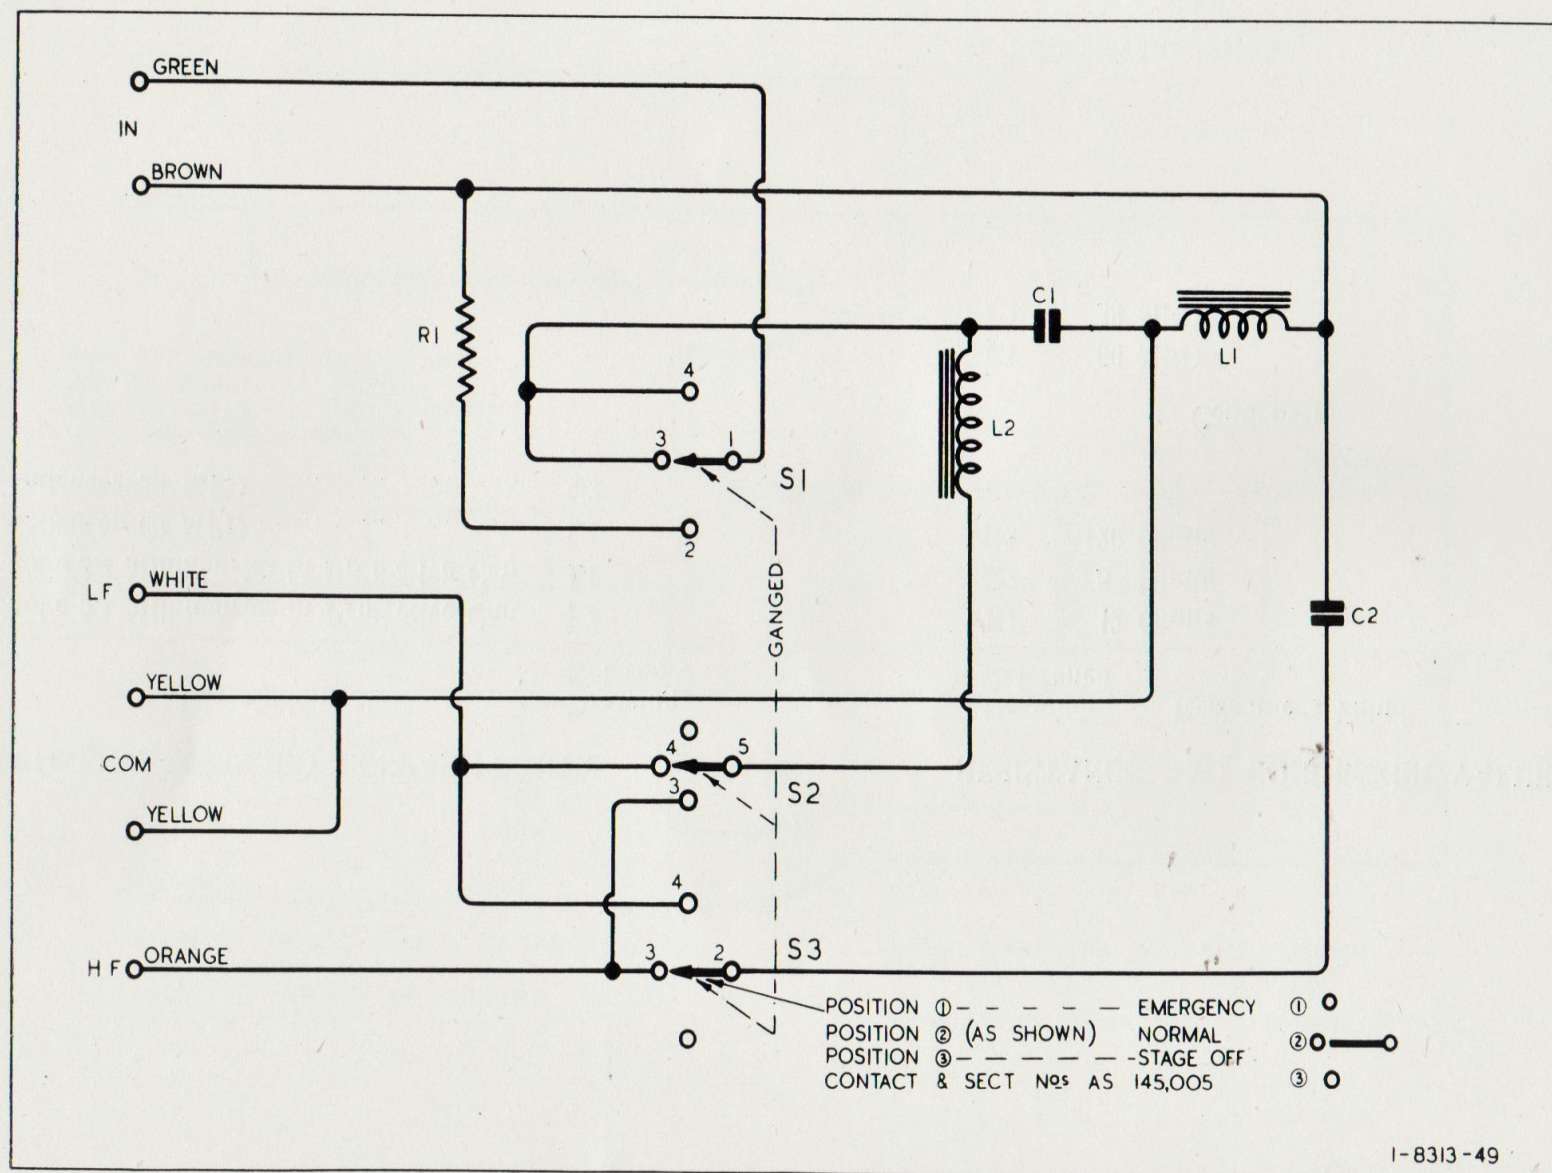 GREEN
IN
BROWN
C1
R1
L1
4
L2
3
1
S1
2
GANGED
LF
WHITE
C2
YELLOW
4
5
COM
S2
3
YELLOW
4
HF
ORANGE
3
2
S3
POSITION ① – – – – – EMERGENCY ①
POSITION ② (AS SHOWN) NORMAL ②
POSITION ③ – – – – – – STAGE OFF ③
CONTACT & SECT Nos AS 145,005
1-8313-49